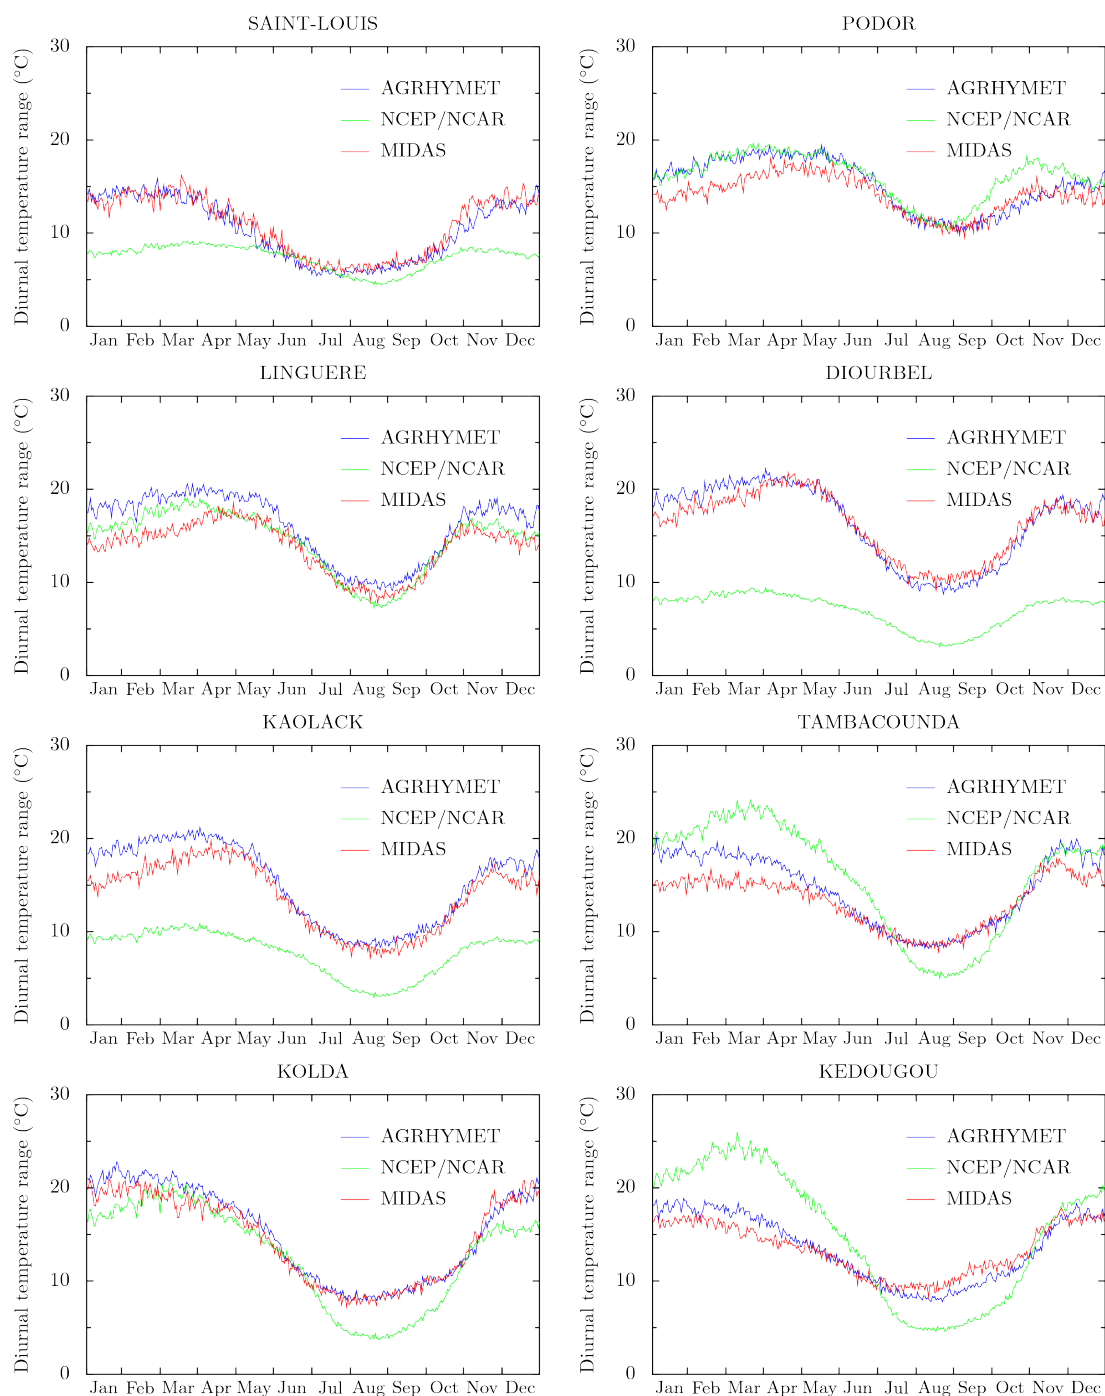 SAINT-LOUIS
Diurnal temperature range (°C)
30
20
10
0
AGRHYMET
NCEP/NCAR
MIDAS
Jan Feb Mar Apr May Jun Jul Aug Sep Oct Nov Dec
PODOR
Diurnal temperature range (°C)
30
20
10
0
AGRHYMET
NCEP/NCAR
MIDAS
Jan Feb Mar Apr May Jun Jul Aug Sep Oct Nov Dec
LINGUERE
Diurnal temperature range (°C)
30
20
10
0
AGRHYMET
NCEP/NCAR
MIDAS
Jan Feb Mar Apr May Jun Jul Aug Sep Oct Nov Dec
DIOURBEL
Diurnal temperature range (°C)
30
20
10
0
AGRHYMET
NCEP/NCAR
MIDAS
Jan Feb Mar Apr May Jun Jul Aug Sep Oct Nov Dec
KAOLACK
Diurnal temperature range (°C)
30
20
10
0
AGRHYMET
NCEP/NCAR
MIDAS
Jan Feb Mar Apr May Jun Jul Aug Sep Oct Nov Dec
TAMBACOUNDA
Diurnal temperature range (°C)
30
20
10
0
AGRHYMET
NCEP/NCAR
MIDAS
Jan Feb Mar Apr May Jun Jul Aug Sep Oct Nov Dec
KOLDA
Diurnal temperature range (°C)
30
20
10
0
AGRHYMET
NCEP/NCAR
MIDAS
Jan Feb Mar Apr May Jun Jul Aug Sep Oct Nov Dec
KEDOUGOU
Diurnal temperature range (°C)
30
20
10
0
AGRHYMET
NCEP/NCAR
MIDAS
Jan Feb Mar Apr May Jun Jul Aug Sep Oct Nov Dec